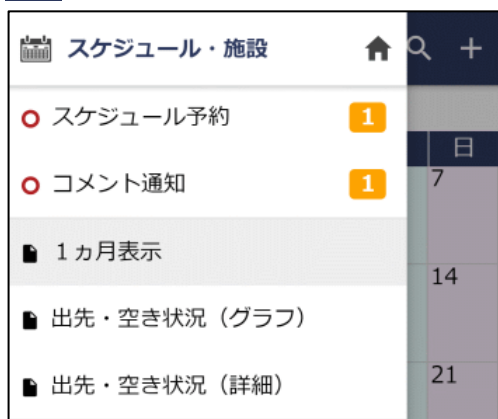 スケジュール・施設
+
スケジュール予約 1
コメント通知 1
日
7
1ヵ月表示
14
出先・空き状況(グラフ)
出先・空き状況(詳細)
21